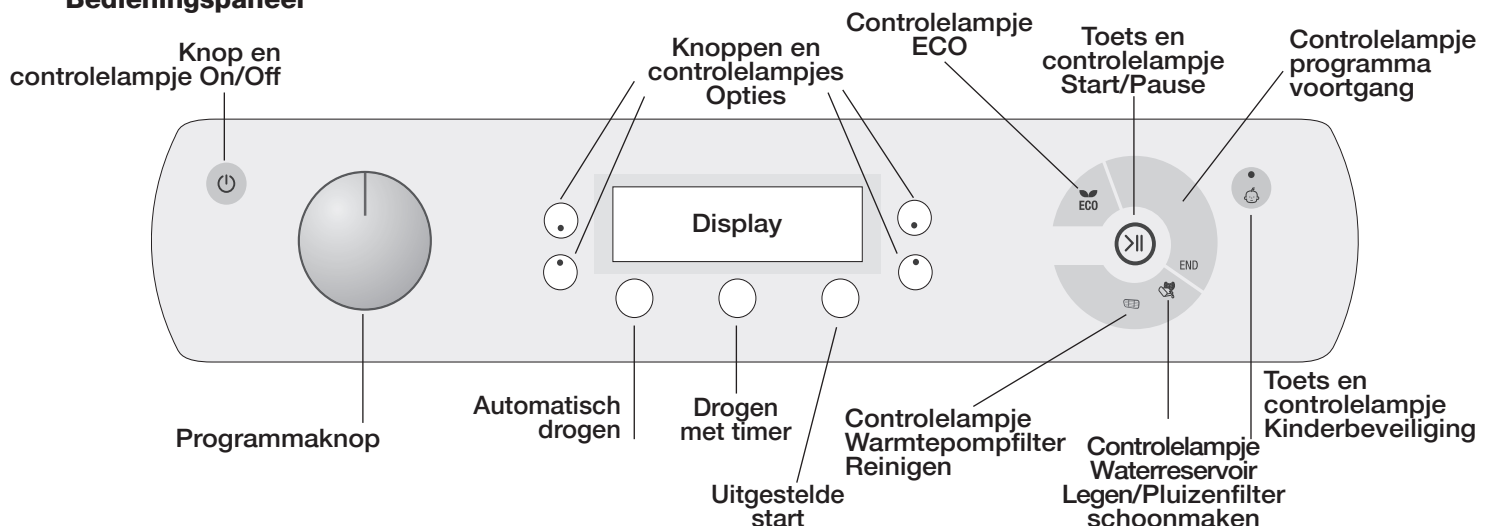 Bedieningspaneel
Knop en
controlelampje On/Off
Knoppen en
controlelampjes
Opties
Controlelampje
ECO
Toets en
controlelampje
Start/Pause
Controlelampje
programma
voortgang
Display
ECO
END
Programmaknop
Automatisch
drogen
Drogen
met timer
Uitgestelde
start
Controlelampje
Warmtepompfilter
Reinigen
Controlelampje
Waterreservoir
Legen/Pluizenfilter
schoonmaken
Toets en
controlelampje
Kinderbeveiliging